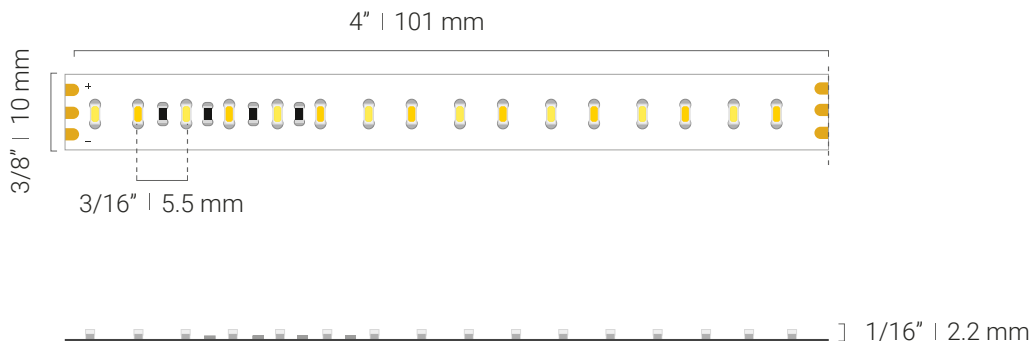 4” | 101 mm
3/8” | 10 mm
+
–
3/16” | 5.5 mm
1/16” | 2.2 mm